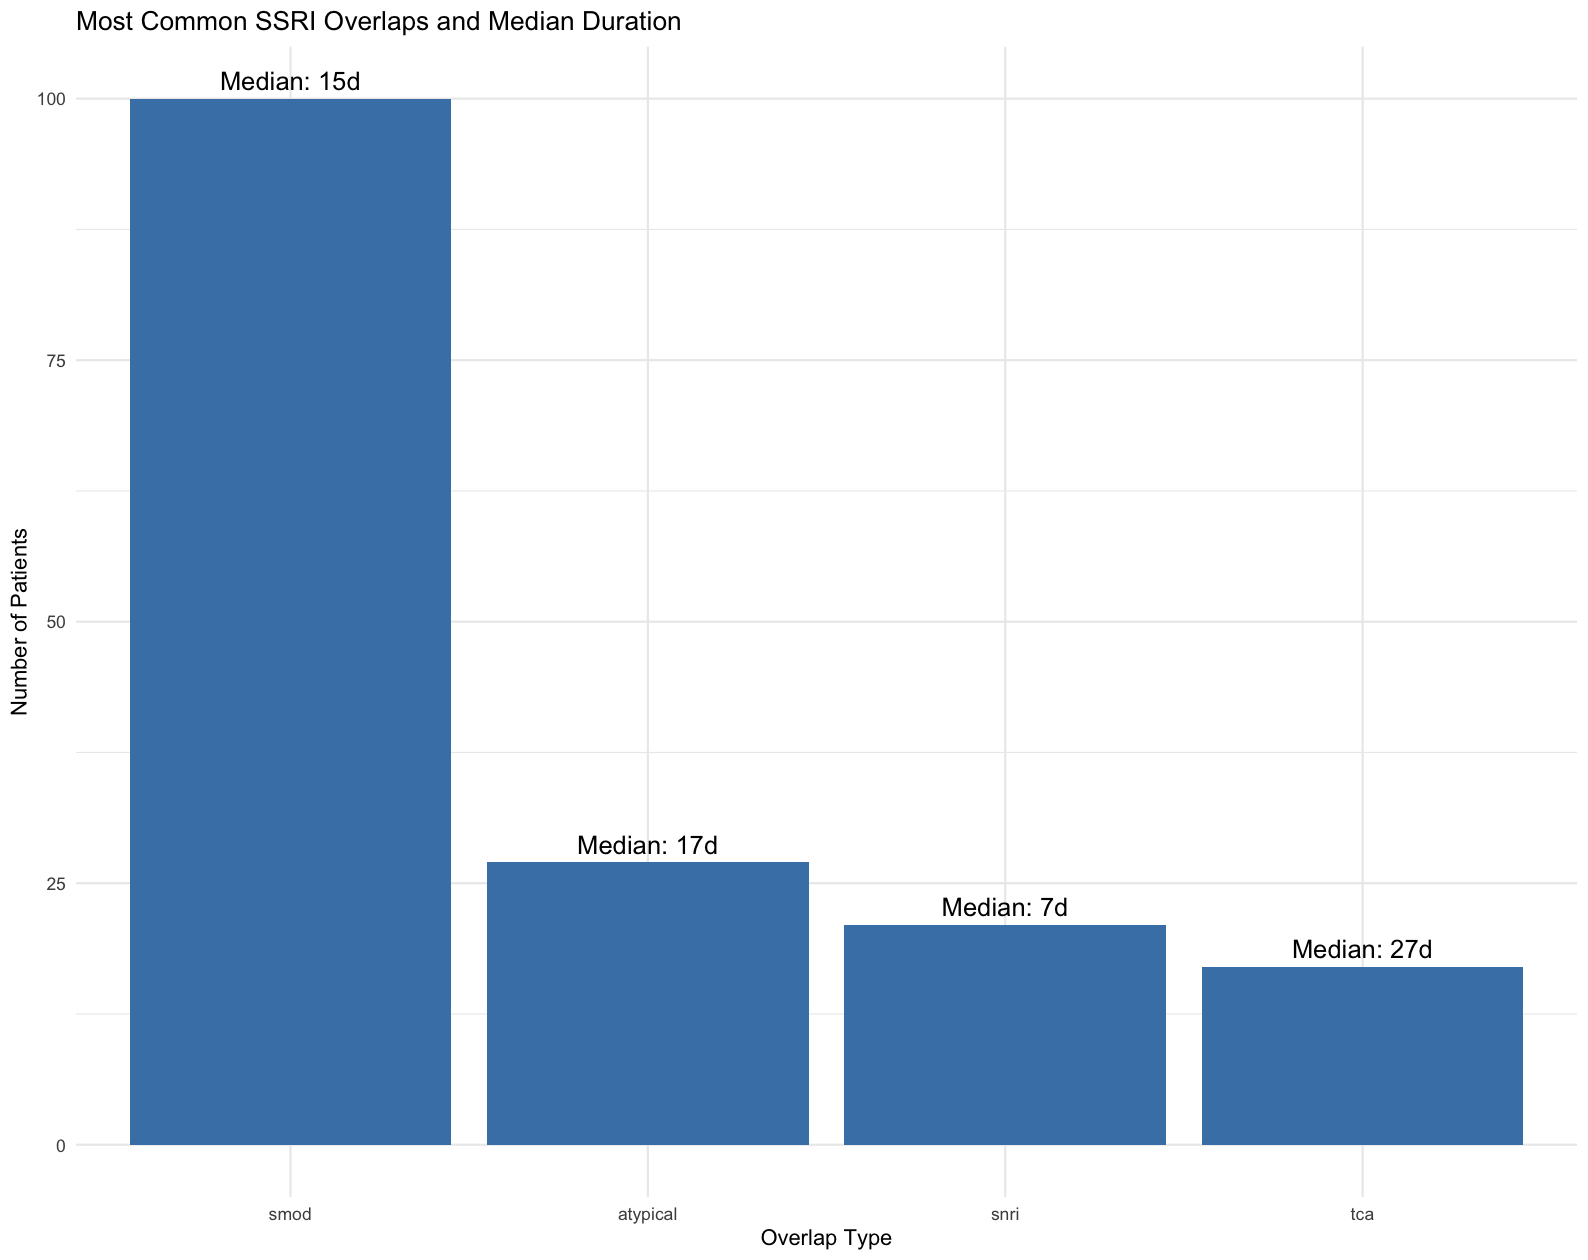 Most Common SSRI Overlaps and Median Duration
Median: 15d
100
75
Number of Patients
50
Median: 17d
25
Median: 7d
Median: 27d
0
smod atypical snri tca
Overlap Type